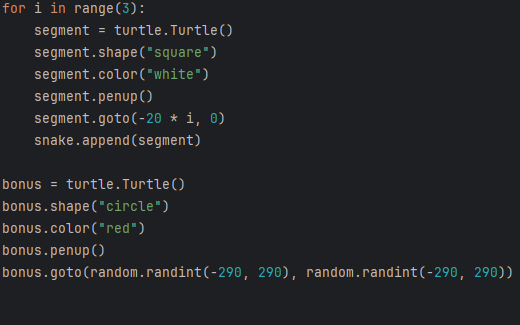 for i in range(3):
    segment = turtle.Turtle()
    segment.shape("square")
    segment.color("white")
    segment.penup()
    segment.goto(-20 * i, 0)
    snake.append(segment)

bonus = turtle.Turtle()
bonus.shape("circle")
bonus.color("red")
bonus.penup()
bonus.goto(random.randint(-290, 290), random.randint(-290, 290))